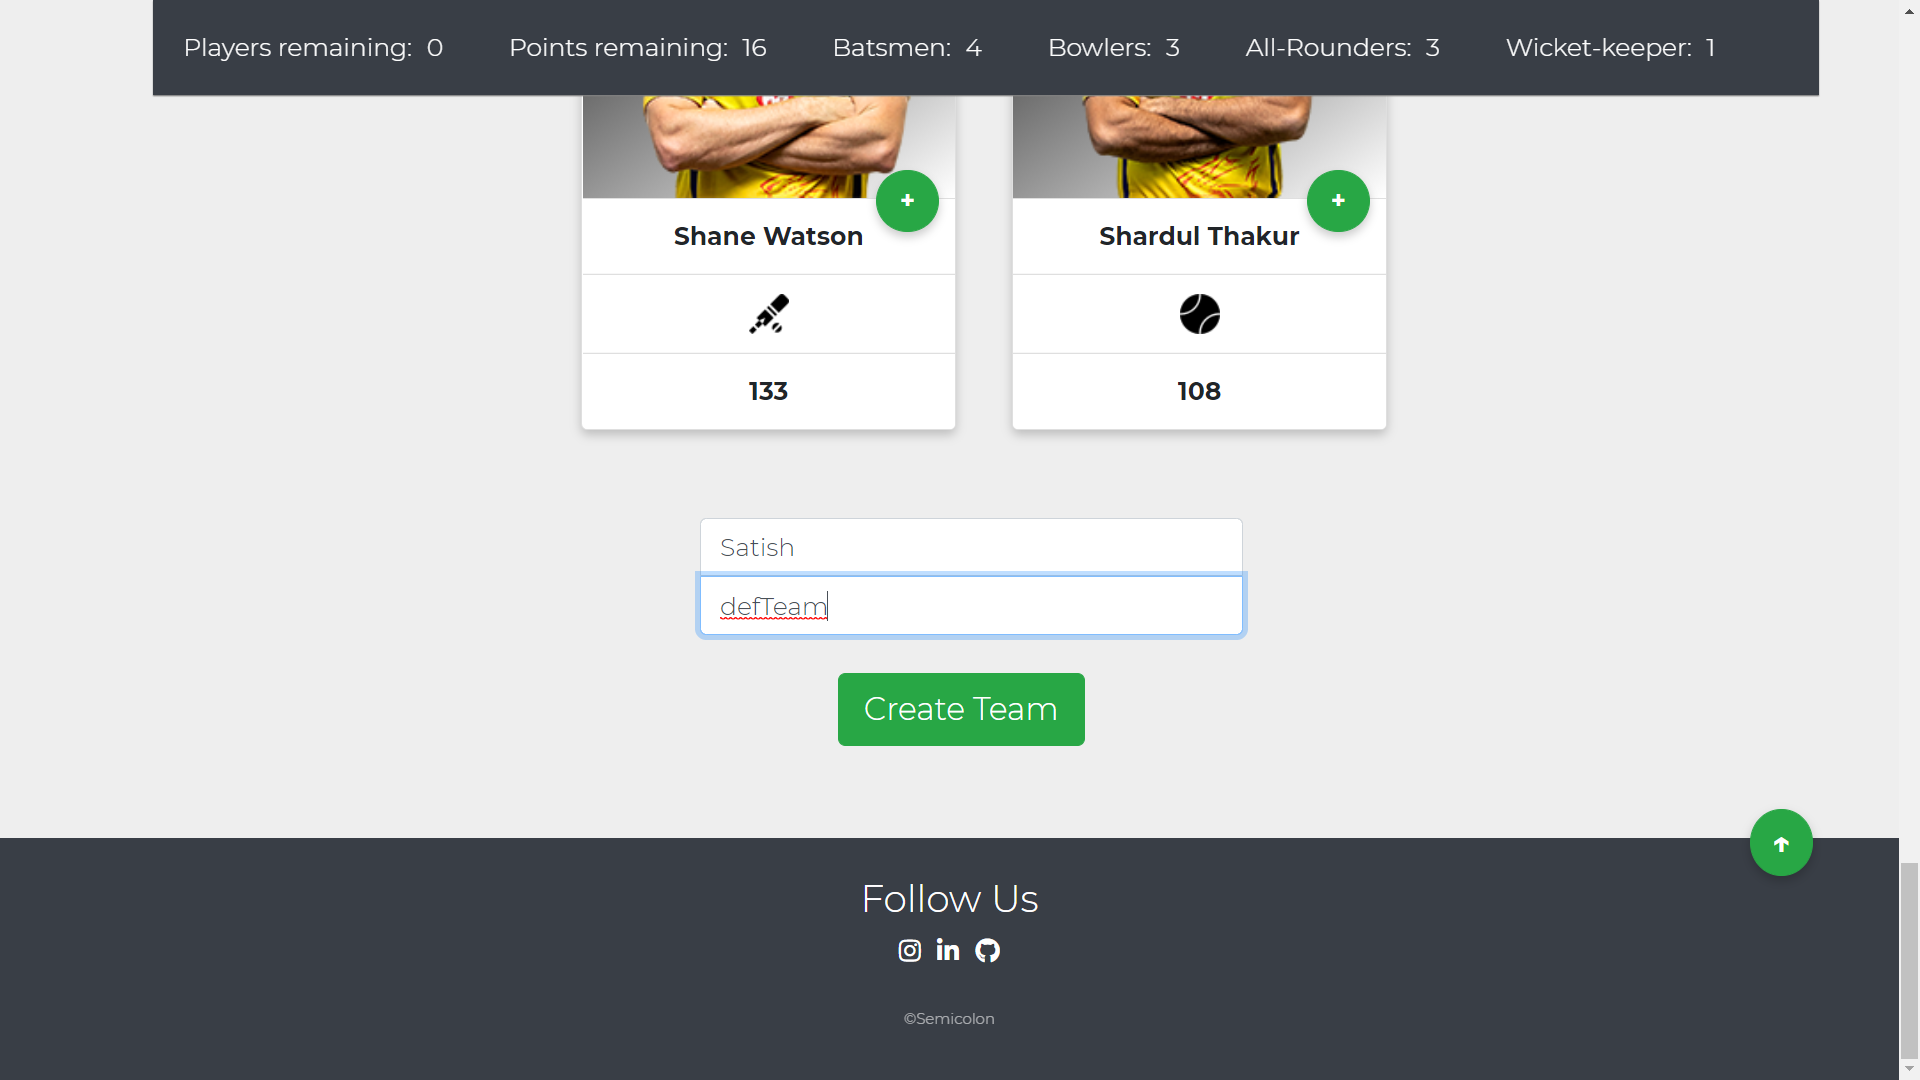 Players remaining: 0 Points remaining: 16 Batsmen: 4 Bowlers: 3 All-Rounders: 3 Wicket-keeper: 1
+ +
Shane Watson Shardul Thakur
133 108
Satish
defTeam
Create Team
Follow Us
©Semicolon